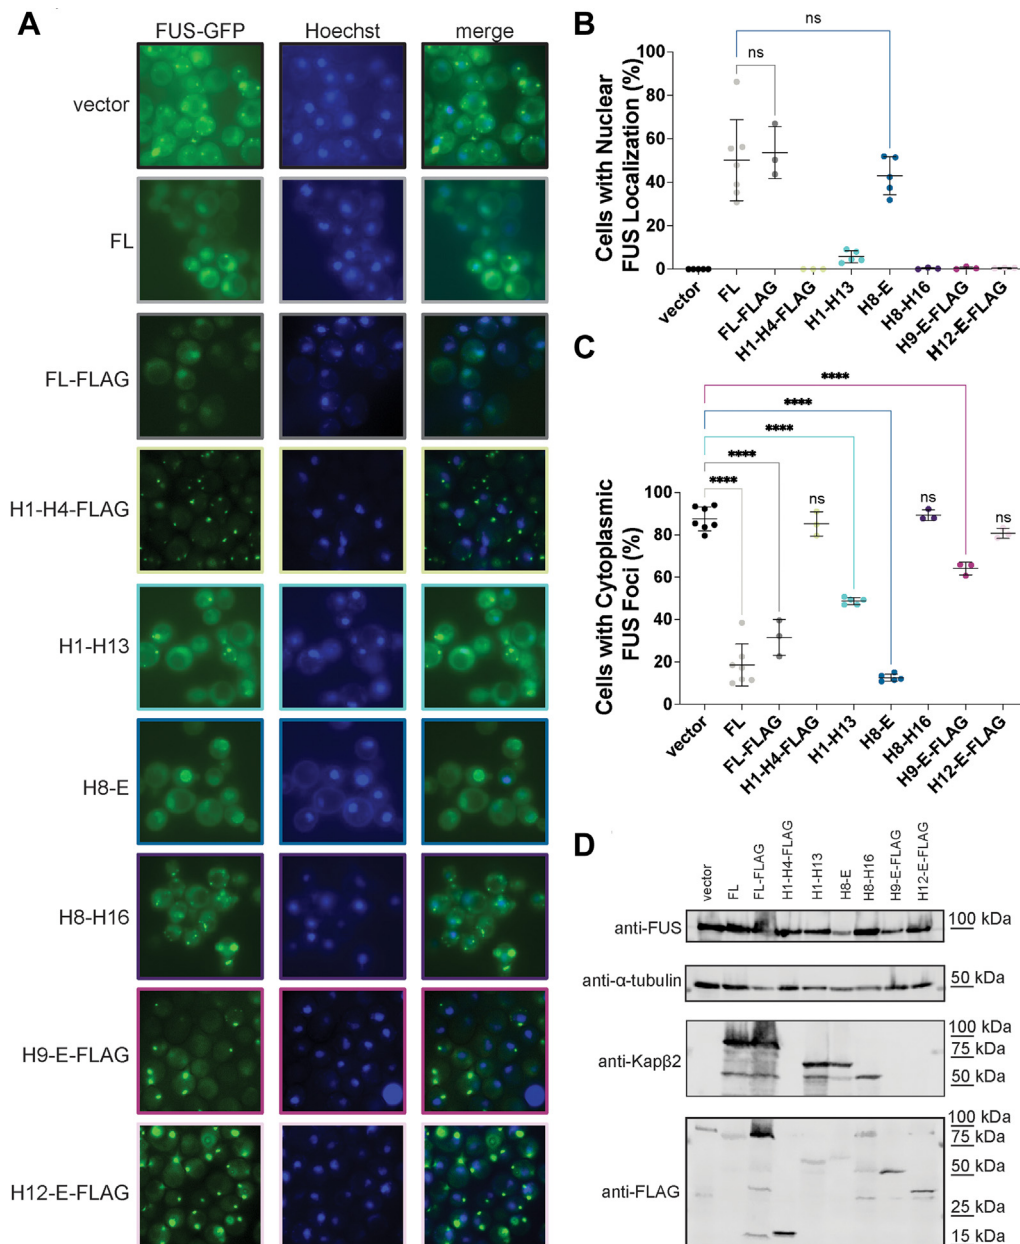 A
FUS-GFP Hoechst merge
vector
FL
FL-FLAG
H1-H4-FLAG
H1-H13
H8-E
H8-H16
H9-E-FLAG
H12-E-FLAG
B
Cells with Nuclear
FUS Localization (%)
100
80
60
40
20
0
ns
ns
vector
FL
FL-FLAG
H1-H4-FLAG
H1-H13
H8-E
H8-H16
H9-E-FLAG
H12-E-FLAG
C
Cells with Cytoplasmic
FUS Foci (%)
100
80
60
40
20
0
****
****
****
****
****
ns
ns
ns
vector
FL
FL-FLAG
H1-H4-FLAG
H1-H13
H8-E
H8-H16
H9-E-FLAG
H12-E-FLAG
D
vector
FL
FL-FLAG
H1-H4-FLAG
H1-H13
H8-E
H8-H16
H9-E-FLAG
H12-E-FLAG
anti-FUS
100 kDa
anti-α-tubulin
50 kDa
anti-Kapβ2
100 kDa
75 kDa
50 kDa
anti-FLAG
100 kDa
75 kDa
50 kDa
25 kDa
15 kDa